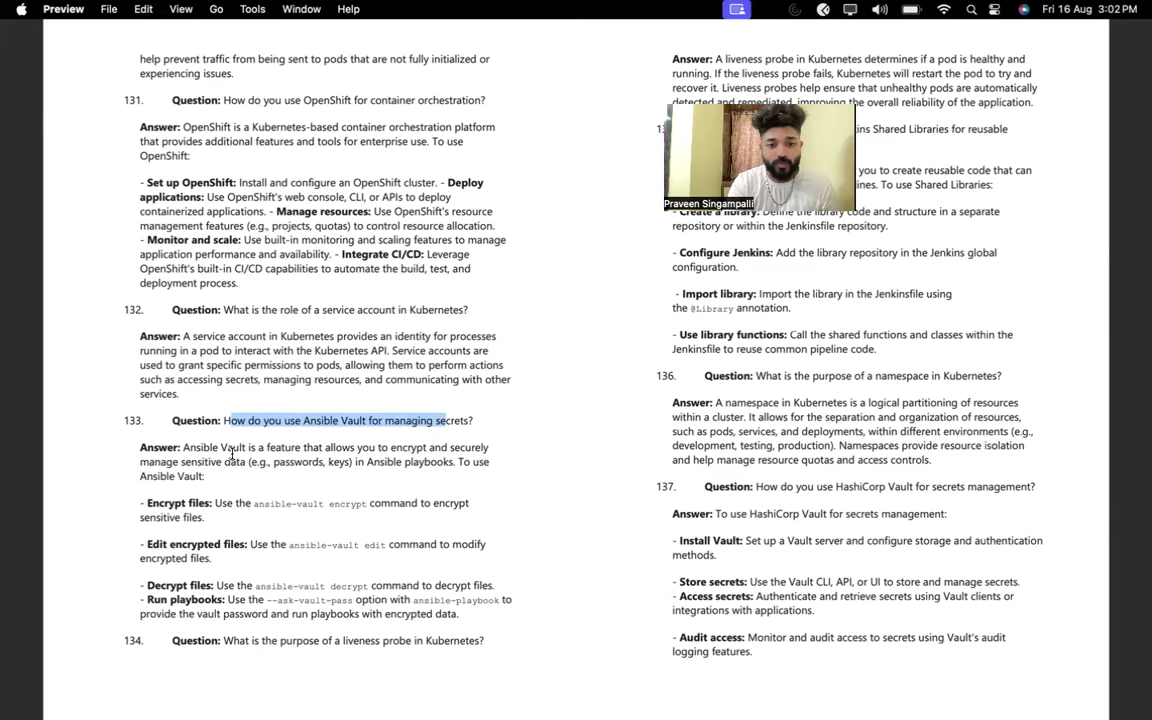 Preview File Edit View Go Tools Window Help Fri 16 Aug 3:02 PM
help prevent traffic from being sent to pods that are not fully initialized or
experiencing issues.
131. Question: How do you use OpenShift for container orchestration?
Answer: OpenShift is a Kubernetes-based container orchestration platform
that provides additional features and tools for enterprise use. To use
OpenShift:
- Set up OpenShift: Install and configure an OpenShift cluster. - Deploy
applications: Use OpenShift's web console, CLI, or APIs to deploy
containerized applications. - Manage resources: Use OpenShift's resource
management features (e.g., projects, quotas) to control resource allocation.
- Monitor and scale: Use built-in monitoring and scaling features to manage
application performance and availability. - Integrate CI/CD: Leverage
OpenShift's built-in CI/CD capabilities to automate the build, test, and
deployment process.
132. Question: What is the role of a service account in Kubernetes?
Answer: A service account in Kubernetes provides an identity for processes
running in a pod to interact with the Kubernetes API. Service accounts are
used to grant specific permissions to pods, allowing them to perform actions
such as accessing secrets, managing resources, and communicating with other
services.
133. Question: How do you use Ansible Vault for managing secrets?
Answer: Ansible Vault is a feature that allows you to encrypt and securely
manage sensitive data (e.g., passwords, keys) in Ansible playbooks. To use
Ansible Vault:
- Encrypt files: Use the ansible-vault encrypt command to encrypt
sensitive files.
- Edit encrypted files: Use the ansible-vault edit command to modify
encrypted files.
- Decrypt files: Use the ansible-vault decrypt command to decrypt files.
- Run playbooks: Use the --ask-vault-pass option with ansible-playbook to
provide the vault password and run playbooks with encrypted data.
134. Question: What is the purpose of a liveness probe in Kubernetes?
Answer: A liveness probe in Kubernetes determines if a pod is healthy and
running. If the liveness probe fails, Kubernetes will restart the pod to try and
recover it. Liveness probes help ensure that unhealthy pods are automatically
detected and remediated, improving the overall reliability of the application.
Shared Libraries for reusable
you to create reusable code that can
To use Shared Libraries:
Praveen Singampalli
- Create a library: Define the library code and structure in a separate
repository or within the Jenkinsfile repository.
- Configure Jenkins: Add the library repository in the Jenkins global
configuration.
- Import library: Import the library in the Jenkinsfile using
the @Library annotation.
- Use library functions: Call the shared functions and classes within the
Jenkinsfile to reuse common pipeline code.
136. Question: What is the purpose of a namespace in Kubernetes?
Answer: A namespace in Kubernetes is a logical partitioning of resources
within a cluster. It allows for the separation and organization of resources,
such as pods, services, and deployments, within different environments (e.g.,
development, testing, production). Namespaces provide resource isolation
and help manage resource quotas and access controls.
137. Question: How do you use HashiCorp Vault for secrets management?
Answer: To use HashiCorp Vault for secrets management:
- Install Vault: Set up a Vault server and configure storage and authentication
methods.
- Store secrets: Use the Vault CLI, API, or UI to store and manage secrets.
- Access secrets: Authenticate and retrieve secrets using Vault clients or
integrations with applications.
- Audit access: Monitor and audit access to secrets using Vault's audit
logging features.